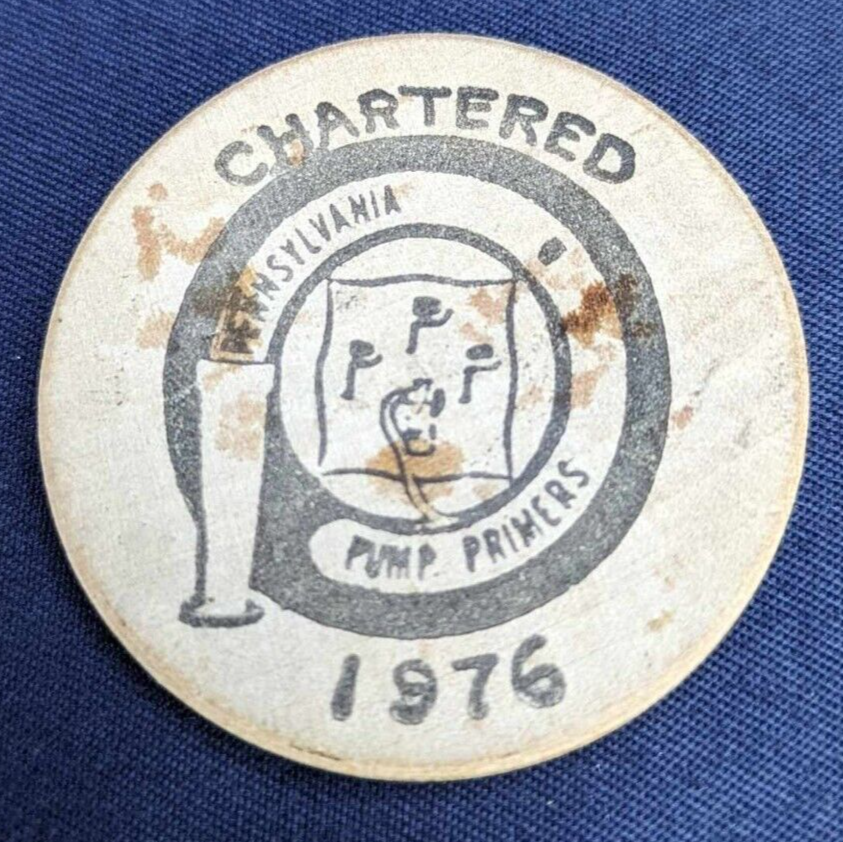 CHARTERED
PENNSYLVANIA
PUMP PRIMERS
1976